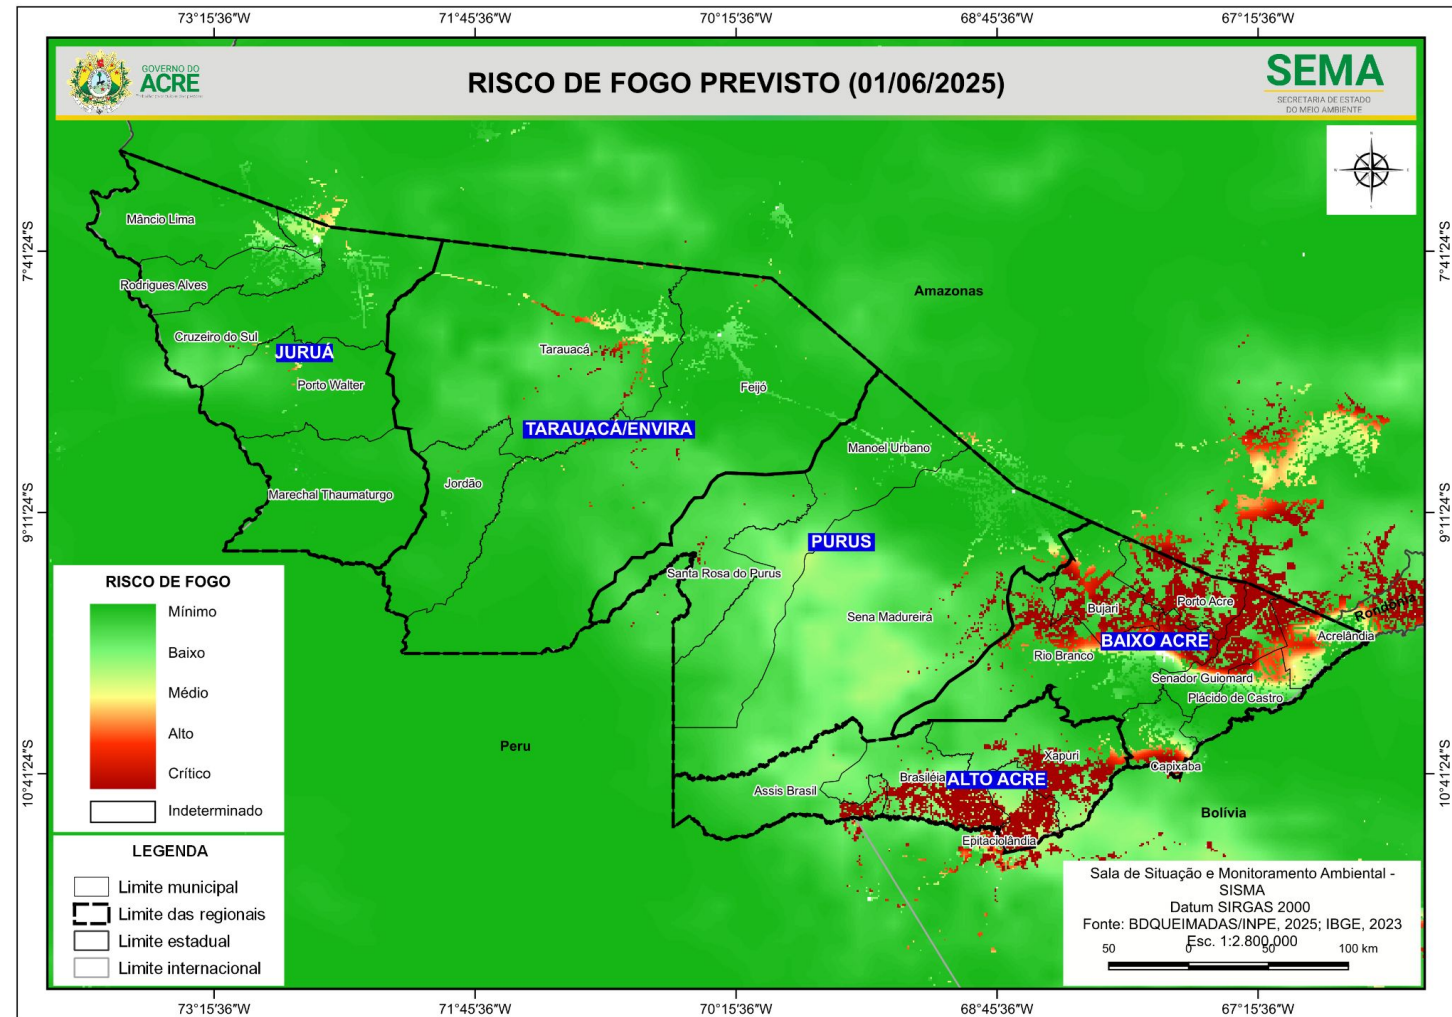 73°15'36"W
71°45'36"W
70°15'36"W
68°45'36"W
67°15'36"W
GOVERNO DO
ACRE
RISCO DE FOGO PREVISTO (01/06/2025)
SEMA
SECRETARIA DE ESTADO
DO MEIO AMBIENTE
N
Mâncio Lima
7°41'24"S
7°41'24"S
Rodrigues Alves
Amazonas
Cruzeiro do Sul
JURUÁ
Tarauacá
Porto Walter
Feijó
TARAUACÁ/ENVIRA
Manoel Urbano
Jordão
Marechal Thaumaturgo
9°11'24"S
9°11'24"S
PURUS
Santa Rosa do Purus
Sena Madureira
Bujari
Porto Acre
Rondônia
BAIXO ACRE
Acrelândia
Rio Branco
Senador Guiomard
Plácido de Castro
Peru
Xapuri
Capixaba
Brasiléia
ALTO ACRE
Assis Brasil
10°41'24"S
10°41'24"S
Bolívia
Epitaciolândia
RISCO DE FOGO
Mínimo
Baixo
Médio
Alto
Crítico
Indeterminado
LEGENDA
Limite municipal
Limite das regionais
Limite estadual
Limite internacional
Sala de Situação e Monitoramento Ambiental -
SISMA
Datum SIRGAS 2000
Fonte: BDQUEIMADAS/INPE, 2025; IBGE, 2023
Esc. 1:2.800.000
50 0 50 100 km
73°15'36"W
71°45'36"W
70°15'36"W
68°45'36"W
67°15'36"W